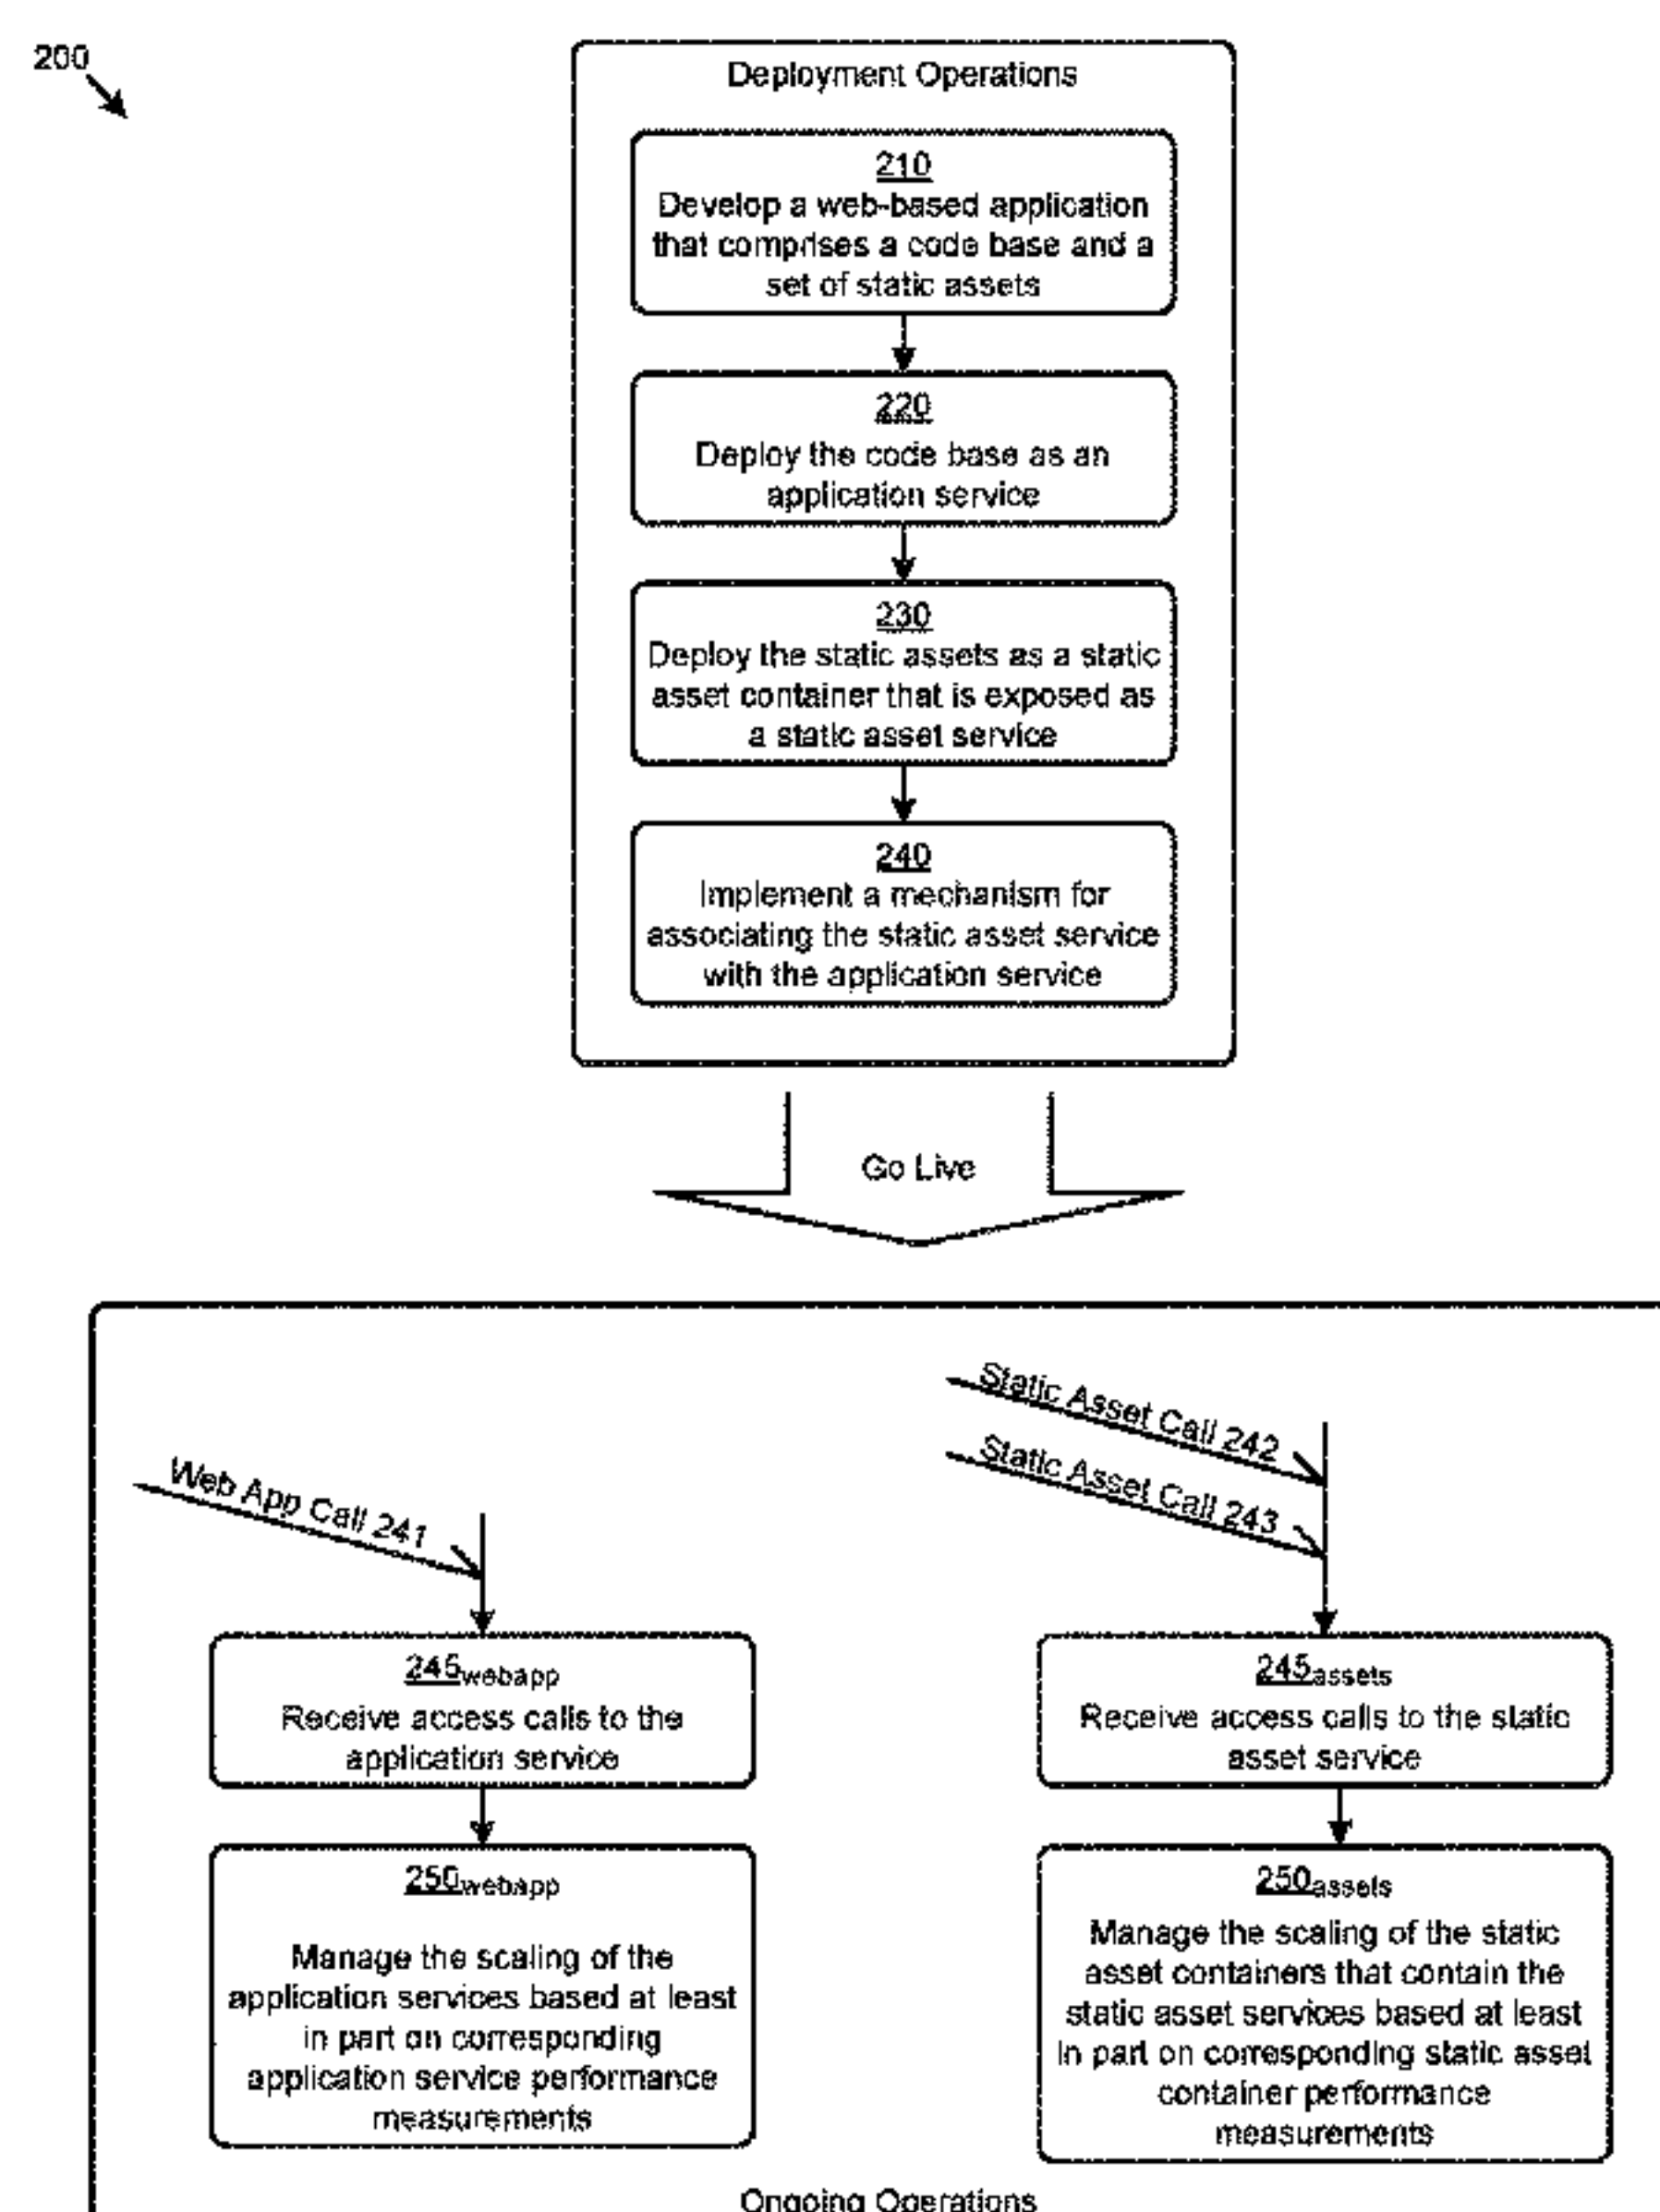 200
Deployment Operations
210
Develop a web-based application
that comprises a code base and a
set of static assets
220
Deploy the code base as an
application service
230
Deploy the static assets as a static
asset container that is exposed as
a static asset service
240
Implement a mechanism for
associating the static asset service
with the application service
Go Live
Web App Call 241
Static Asset Call 242
Static Asset Call 243
245webapp
Receive access calls to the
application service
245assets
Receive access calls to the static
asset service
250webapp
Manage the scaling of the
application services based at least
in part on corresponding
application service performance
measurements
250assets
Manage the scaling of the static
asset containers that contain the
static asset services based at least
in part on corresponding static asset
container performance
measurements
Ongoing Operations